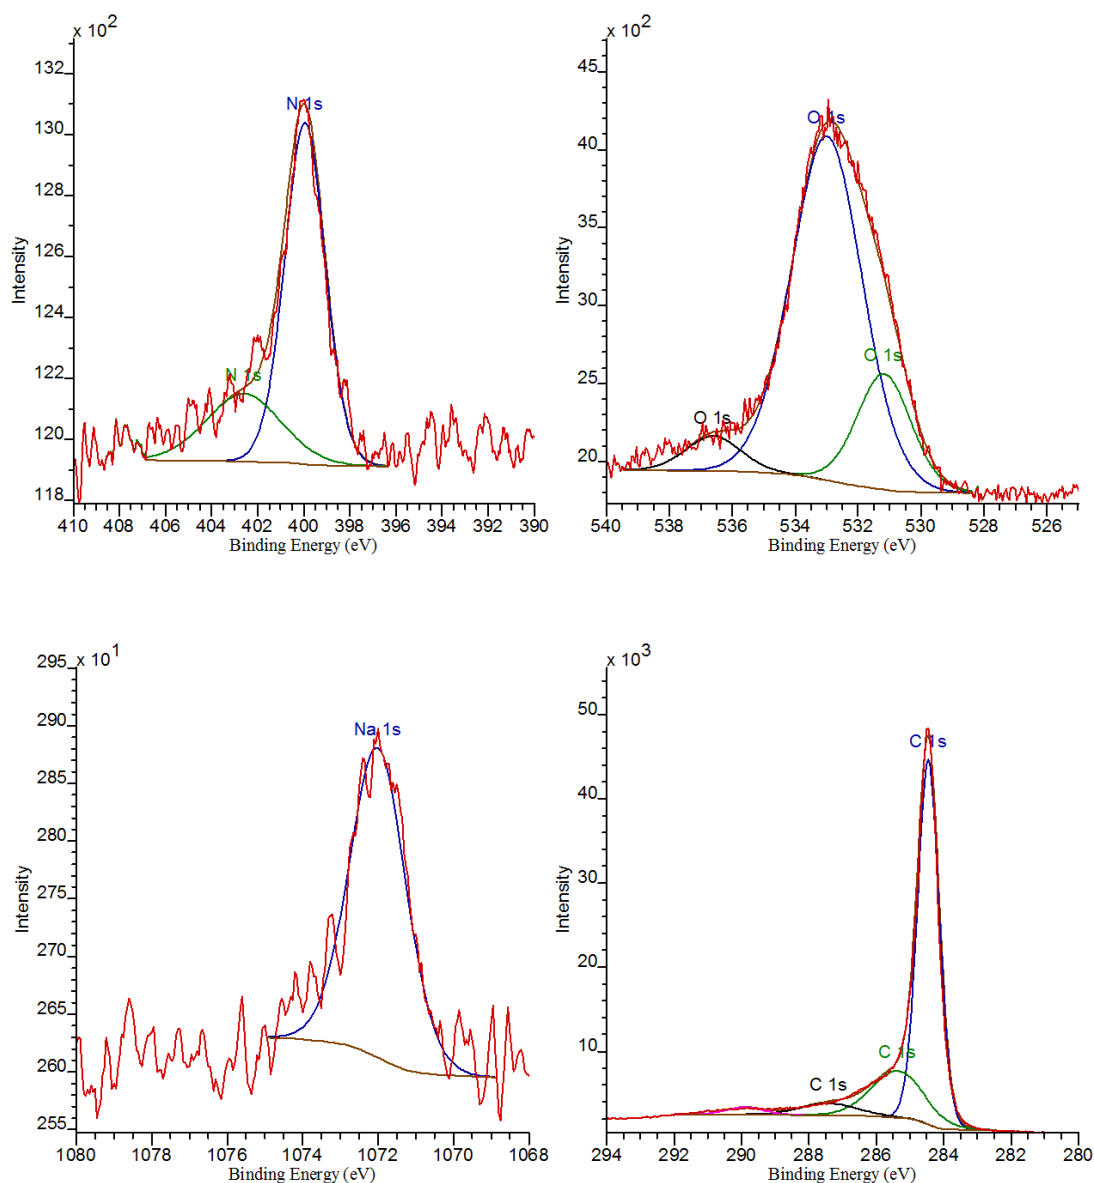 x 10²
132
130
128
126
124
122
120
118
Intensity
N 1s
N 1s
410 408 406 404 402 400 398 396 394 392 390
Binding Energy (eV)
x 10²
45
40
35
30
25
20
Intensity
O 1s
O 1s
O 1s
540 536 534 532 530 528 526
Binding Energy (eV)
295 x 10¹
290
285
280
275
270
265
260
255
Intensity
Na 1s
1080 1078 1076 1074 1072 1070 1068
Binding Energy (eV)
x 10³
50
40
30
20
10
Intensity
C 1s
C 1s
C 1s
294 292 290 288 286 284 282 280
Binding Energy (eV)